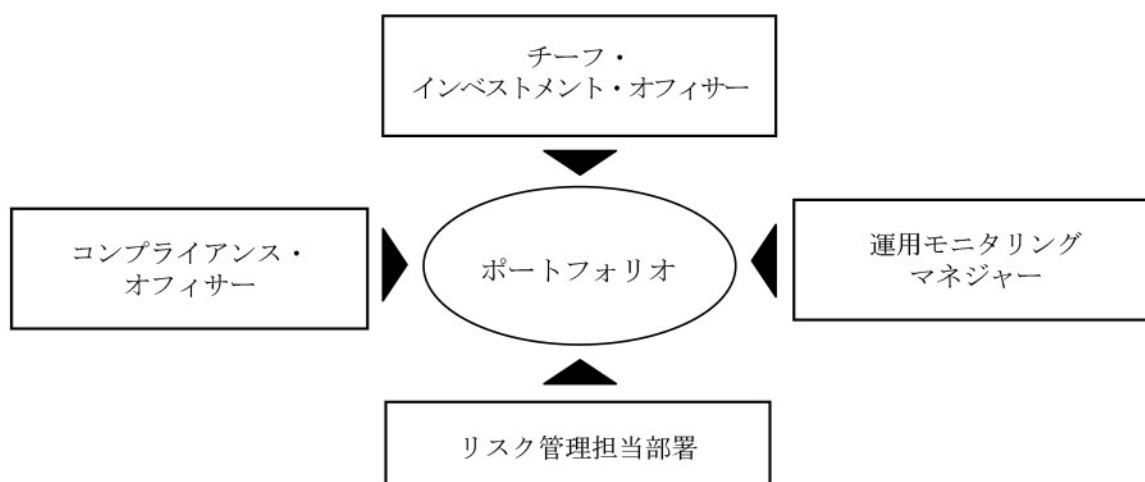 チーフ・
インベストメント・オフィサー
コンプライアンス・
オフィサー
ポートフォリオ
運用モニタリング
マネジャー
リスク管理担当部署